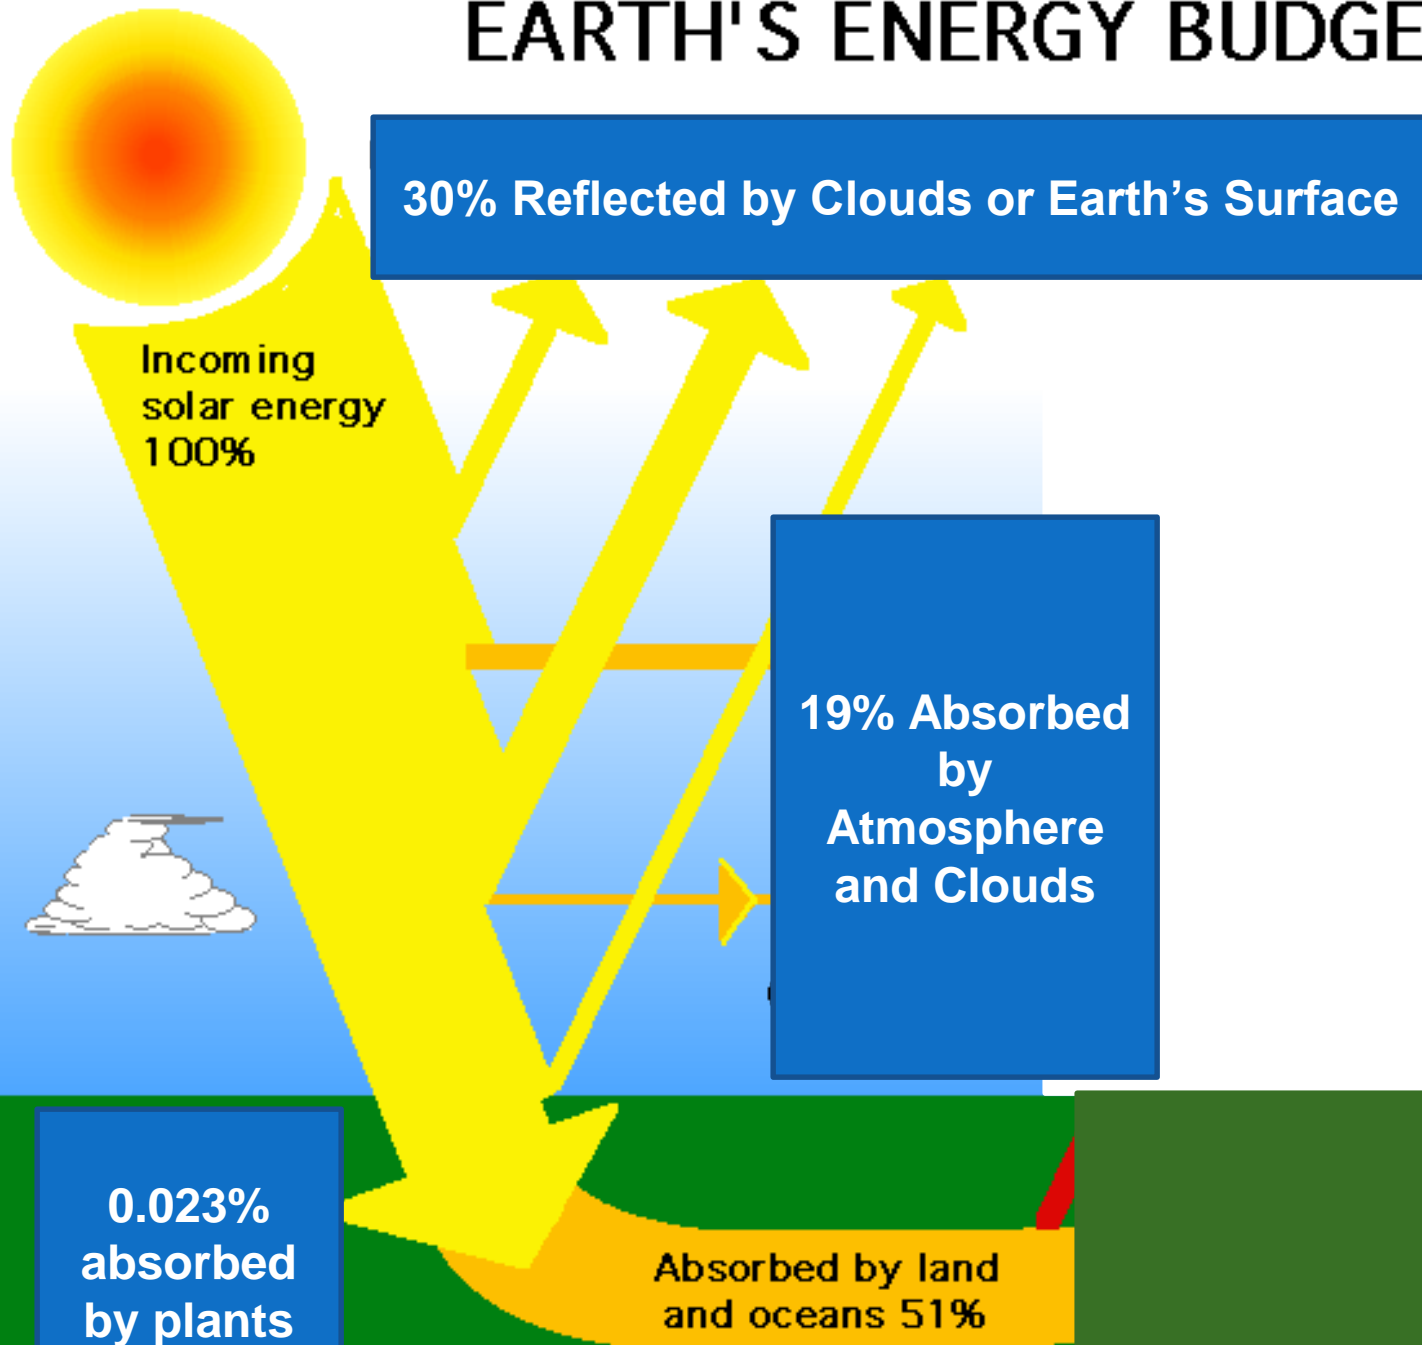 EARTH'S ENERGY BUDGE
30% Reflected by Clouds or Earth’s Surface
Incoming
solar energy
100%
19% Absorbed
by
Atmosphere
and Clouds
0.023%
absorbed
by plants
Absorbed by land
and oceans 51%